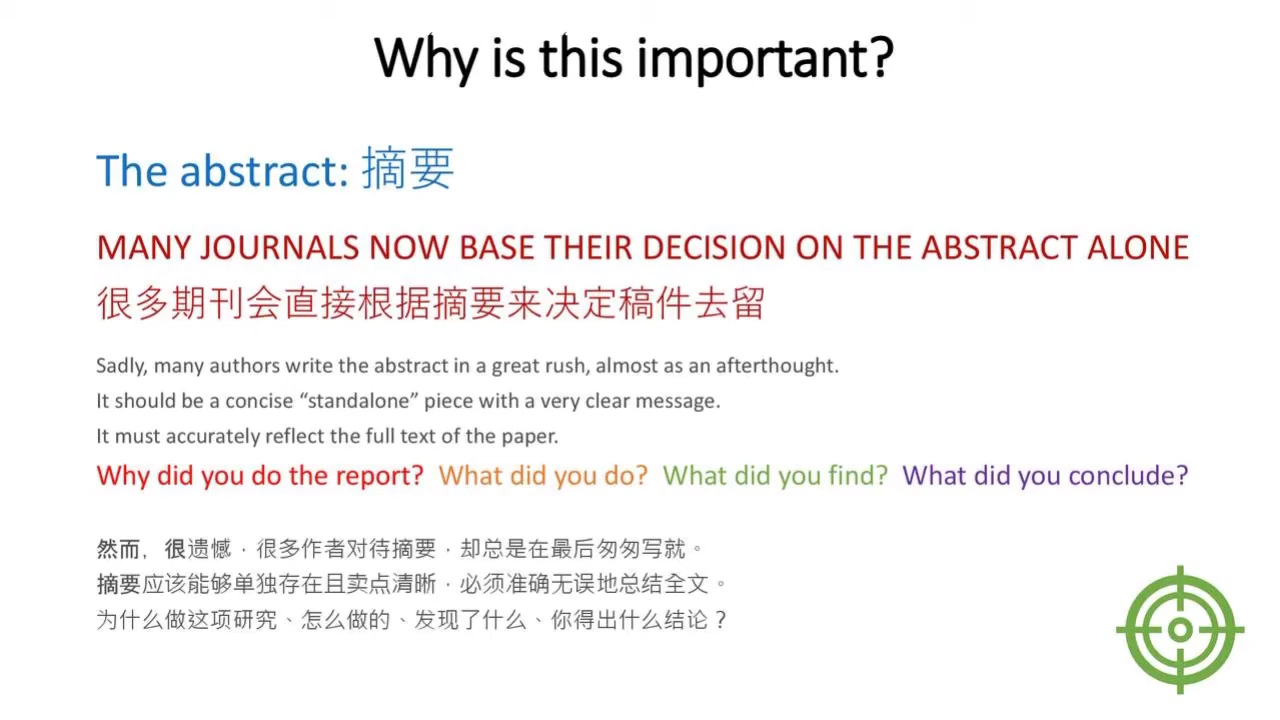 Why is this important?
The abstract: 摘要
MANY JOURNALS NOW BASE THEIR DECISION ON THE ABSTRACT ALONE
很多期刊会直接根据摘要来决定稿件去留
Sadly, many authors write the abstract in a great rush, almost as an afterthought.
It should be a concise “standalone” piece with a very clear message.
It must accurately reflect the full text of the paper.
Why did you do the report? What did you do? What did you find? What did you conclude?
然而，很遗憾，很多作者对待摘要，却总是在最后匆匆写就。
摘要应该能够单独存在且卖点清晰，必须准确无误地总结全文。
为什么做这项研究、怎么做的、发现了什么、你得出什么结论？